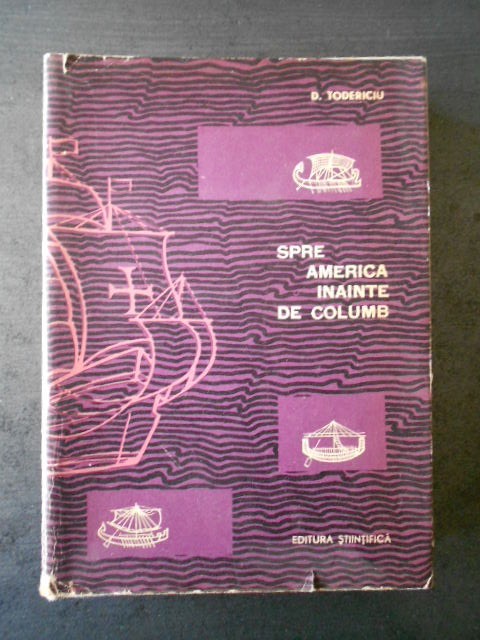 D. TODERICIU
SPRE
AMERICA
INAINTE
DE COLUMB
EDITURA ŞTIINŢIFICĂ